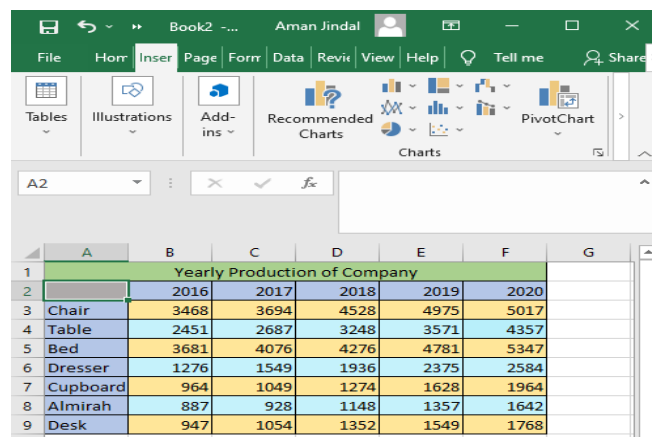 Book2 -... Aman Jindal
File Horr Inser Page Forr Data Revie View Help Tell me Share
Tables Illustrations Add-ins Recommended Charts PivotChart
Charts
A2 fx
A B C D E F G
1 Yearly Production of Company
2 2016 2017 2018 2019 2020
3 Chair 3468 3694 4528 4975 5017
4 Table 2451 2687 3248 3571 4357
5 Bed 3681 4076 4276 4781 5347
6 Dresser 1276 1549 1936 2375 2584
7 Cupboard 964 1049 1274 1628 1964
8 Almirah 887 928 1148 1357 1642
9 Desk 947 1054 1352 1549 1768